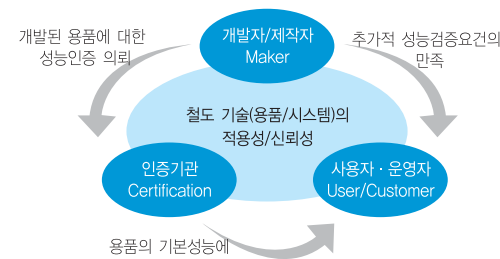 개발된 용품에 대한
성능인증 의뢰
개발자/제작자
Maker
추가적 성능검증요건의
만족
철도 기술(용품/시스템)의
적용성/신뢰성
인증기관
Certification
사용자 · 운영자
User/Customer
용품의 기본성능에